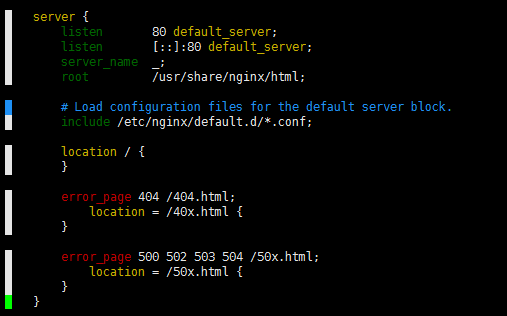 server {
listen 80 default_server;
listen [::]:80 default_server;
server_name _;
root /usr/share/nginx/html;
# Load configuration files for the default server block.
include /etc/nginx/default.d/*.conf;
location / {
}
error_page 404 /404.html;
location = /40x.html {
}
error_page 500 502 503 504 /50x.html;
location = /50x.html {
}
}